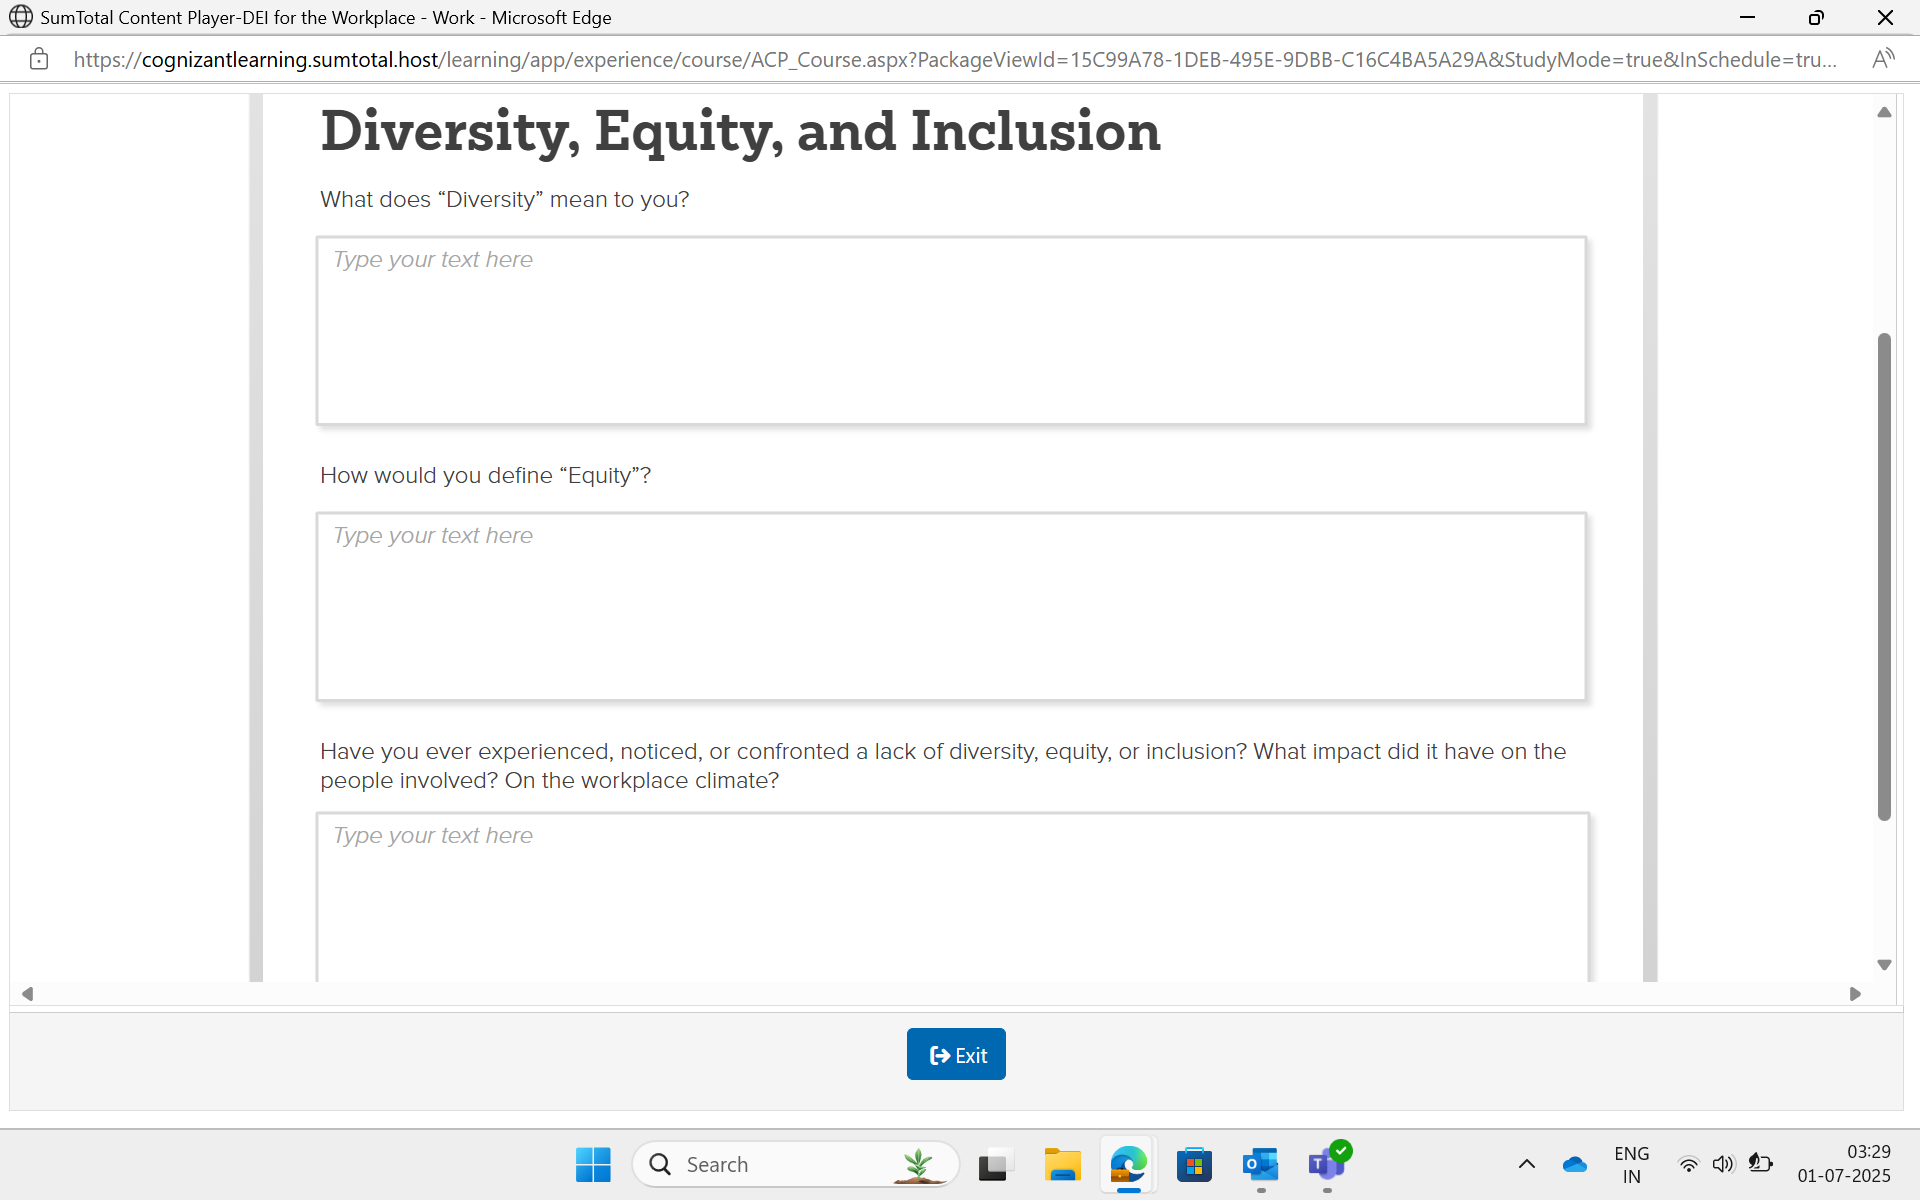 SumTotal Content Player-DEI for the Workplace - Work - Microsoft Edge
https://cognizantlearning.sumtotal.host/learning/app/experience/course/ACP_Course.aspx?PackageViewId=15C99A78-1DEB-495E-9DBB-C16C4BA5A29A&StudyMode=true&InSchedule=tru...
Diversity, Equity, and Inclusion
What does “Diversity” mean to you?
Type your text here
How would you define “Equity”?
Type your text here
Have you ever experienced, noticed, or confronted a lack of diversity, equity, or inclusion? What impact did it have on the
people involved? On the workplace climate?
Type your text here
Exit
Search
ENG
IN
03:29
01-07-2025